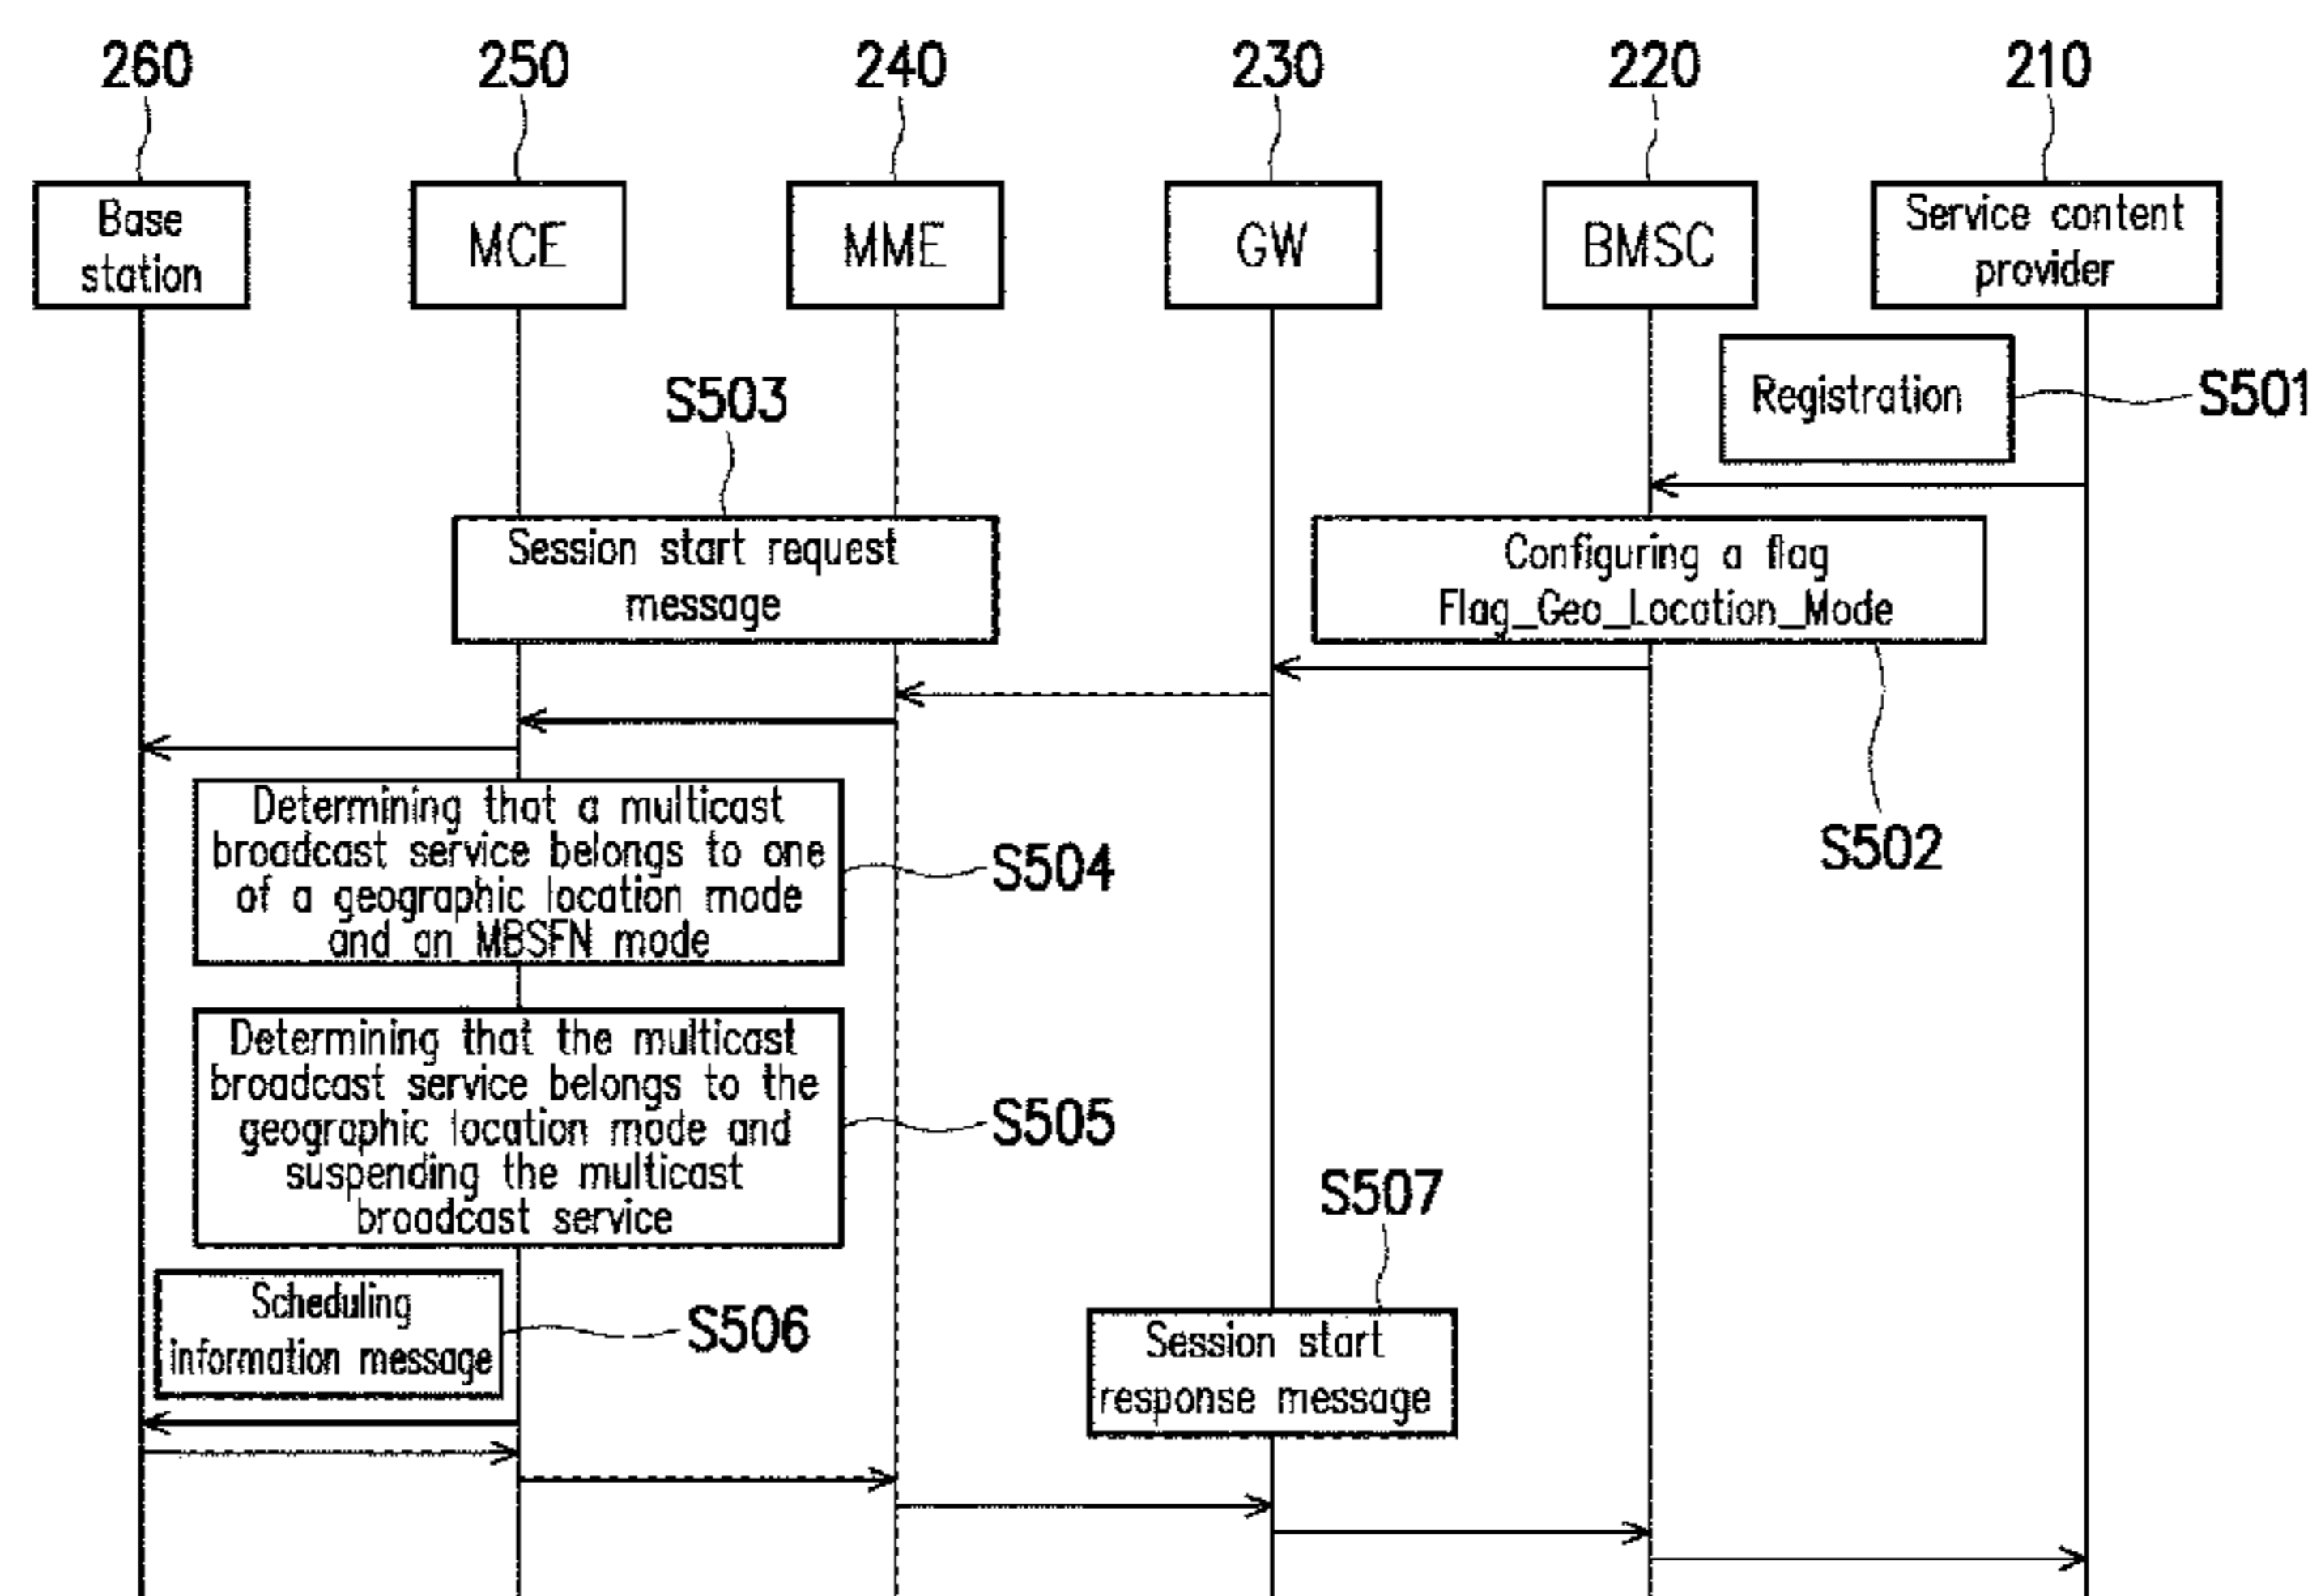 260
250
240
230
220
210
Base
station
MCE
MME
GW
BMSC
Service content
provider
Registration
S501
S503
Session start request
message
Configuring a flag
Flag_Geo_Location_Mode
S502
Determining that a multicast
broadcast service belongs to one
of a geographic location mode
and an MBSFN mode
S504
Determining that the multicast
broadcast service belongs to the
geographic location mode and
suspending the multicast
broadcast service
S505
S507
Scheduling
information message
S506
Session start
response message